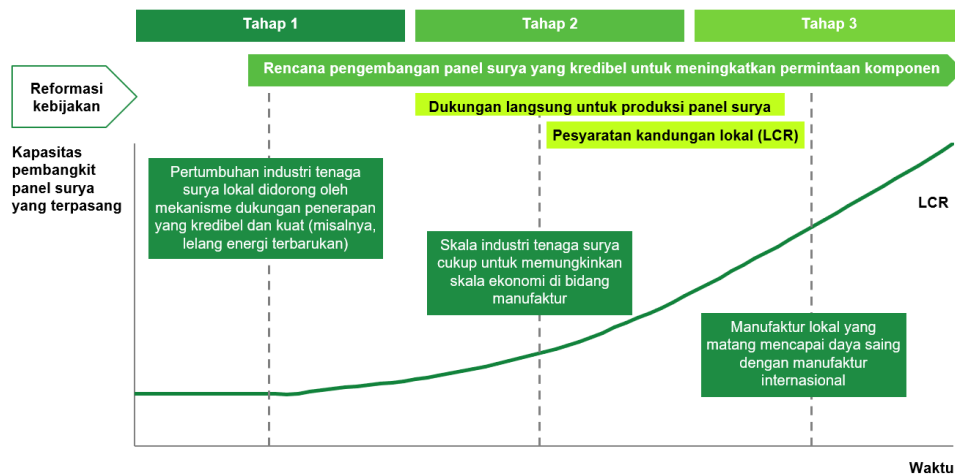 Tahap 1
Tahap 2
Tahap 3
Reformasi
kebijakan
Rencana pengembangan panel surya yang kredibel untuk meningkatkan permintaan komponen
Dukungan langsung untuk produksi panel surya
Pesyaratan kandungan lokal (LCR)
Kapasitas
pembangkit
panel surya
yang terpasang
Pertumbuhan industri tenaga
surya lokal didorong oleh
mekanisme dukungan penerapan
yang kredibel dan kuat (misalnya,
lelang energi terbarukan)
LCR
Skala industri tenaga surya
cukup untuk memungkinkan
skala ekonomi di bidang
manufaktur
Manufaktur lokal yang
matang mencapai daya saing
dengan manufaktur
internasional
Waktu